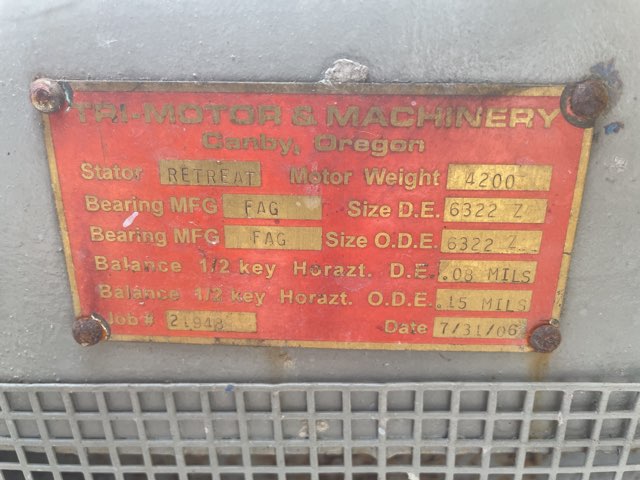 TRI-MOTOR & MACHINERY
Canby, Oregon
Stator RETREAT Motor Weight 4200
Bearing MFG FAG Size D.E. 6322 Z
Bearing MFG FAG Size O.D.E. 6322 Z
Balance 1/2 key Horazt. D.E. .08 MILS
Balance 1/2 key Horazt. O.D.E. .15 MILS
Job # 21948 Date 7/31/06